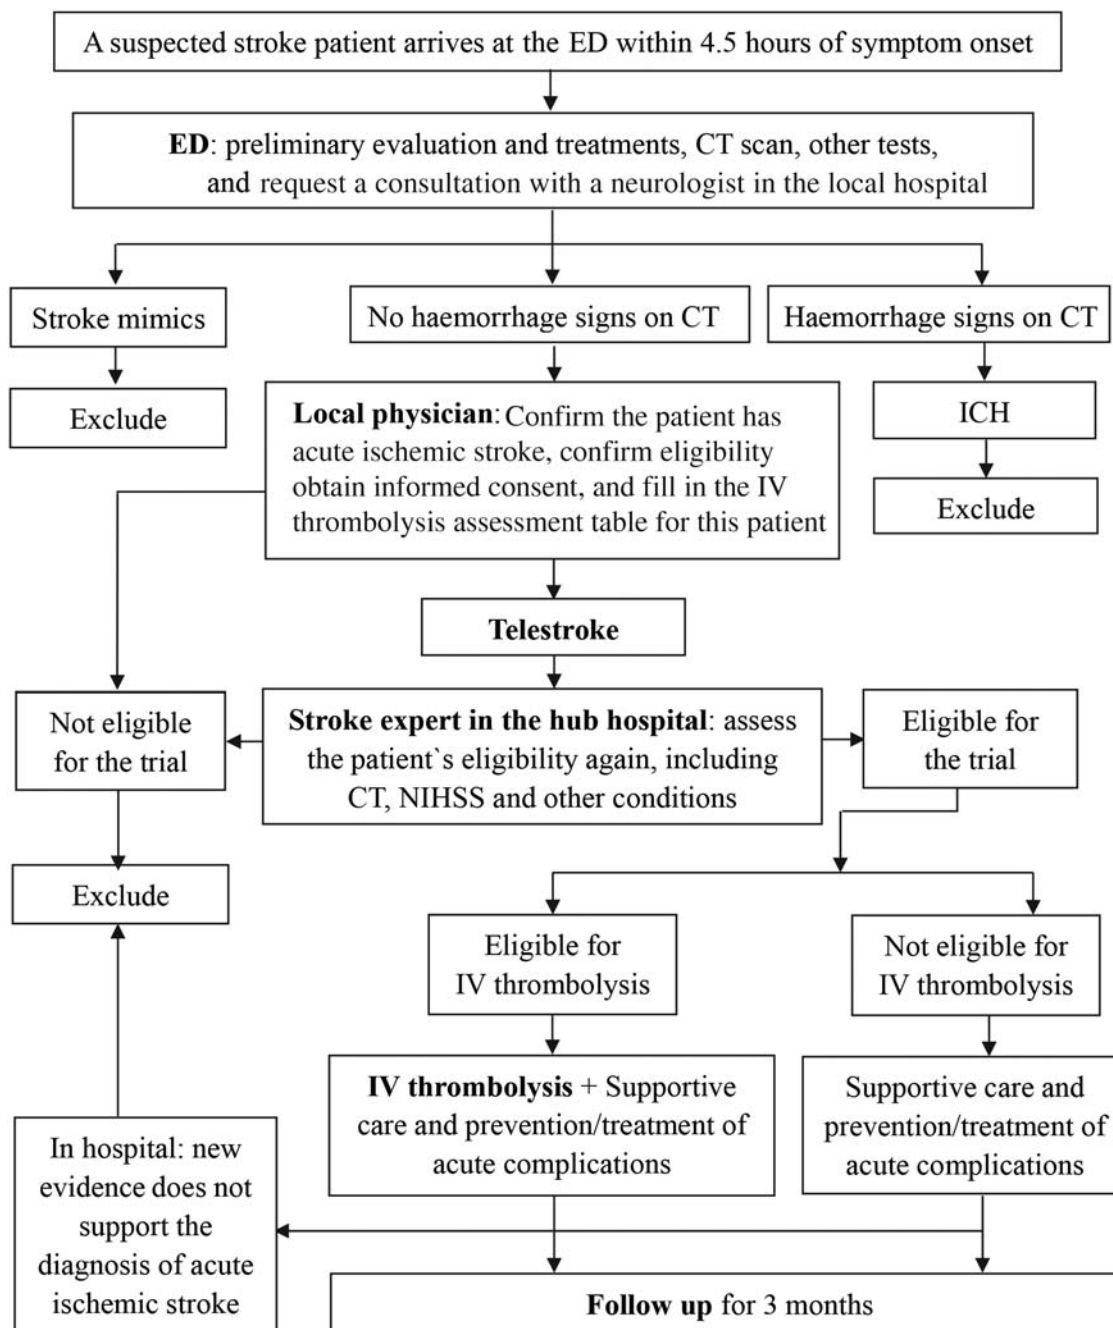 A suspected stroke patient arrives at the ED within 4.5 hours of symptom onset
ED: preliminary evaluation and treatments, CT scan, other tests,
and request a consultation with a neurologist in the local hospital
Stroke mimics
No haemorrhage signs on CT
Haemorrhage signs on CT
Exclude
Local physician: Confirm the patient has
acute ischemic stroke, confirm eligibility
obtain informed consent, and fill in the IV
thrombolysis assessment table for this patient
ICH
Exclude
Telestroke
Not eligible
for the trial
Stroke expert in the hub hospital: assess
the patient`s eligibility again, including
CT, NIHSS and other conditions
Eligible for
the trial
Exclude
Eligible for
IV thrombolysis
Not eligible for
IV thrombolysis
IV thrombolysis + Supportive
care and prevention/treatment of
acute complications
Supportive care and
prevention/treatment of
acute complications
In hospital: new
evidence does not
support the
diagnosis of acute
ischemic stroke
Follow up for 3 months